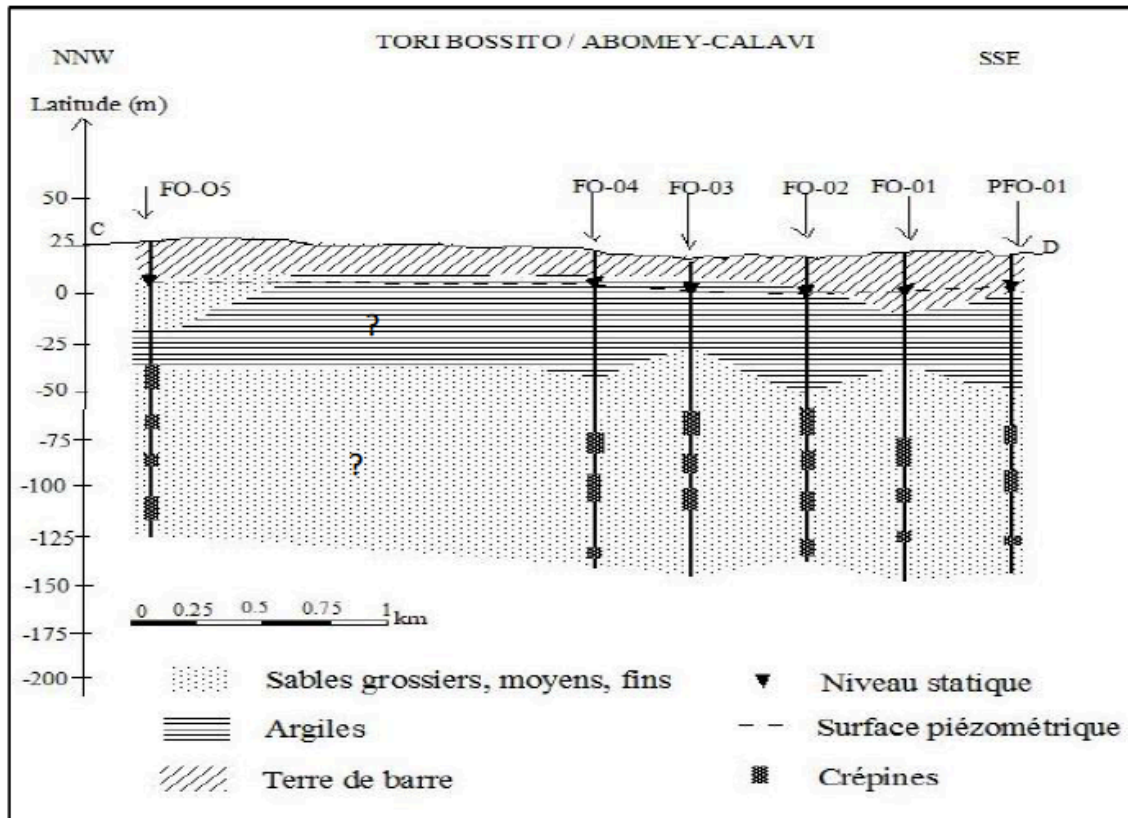 TORI BOSSITO / ABOMEY-CALAVI
NNW
SSE
Latitude (m)
FO-O5
FO-04
FO-03
FO-02
FO-01
PFO-01
C
D
50
25
0
-25
-50
-75
-100
-125
-150
-175
-200
?
?
0 0.25 0.5 0.75 1
km
Sables grossiers, moyens, fins
Niveau statique
Argiles
Surface piézométrique
Terre de barre
Crépines